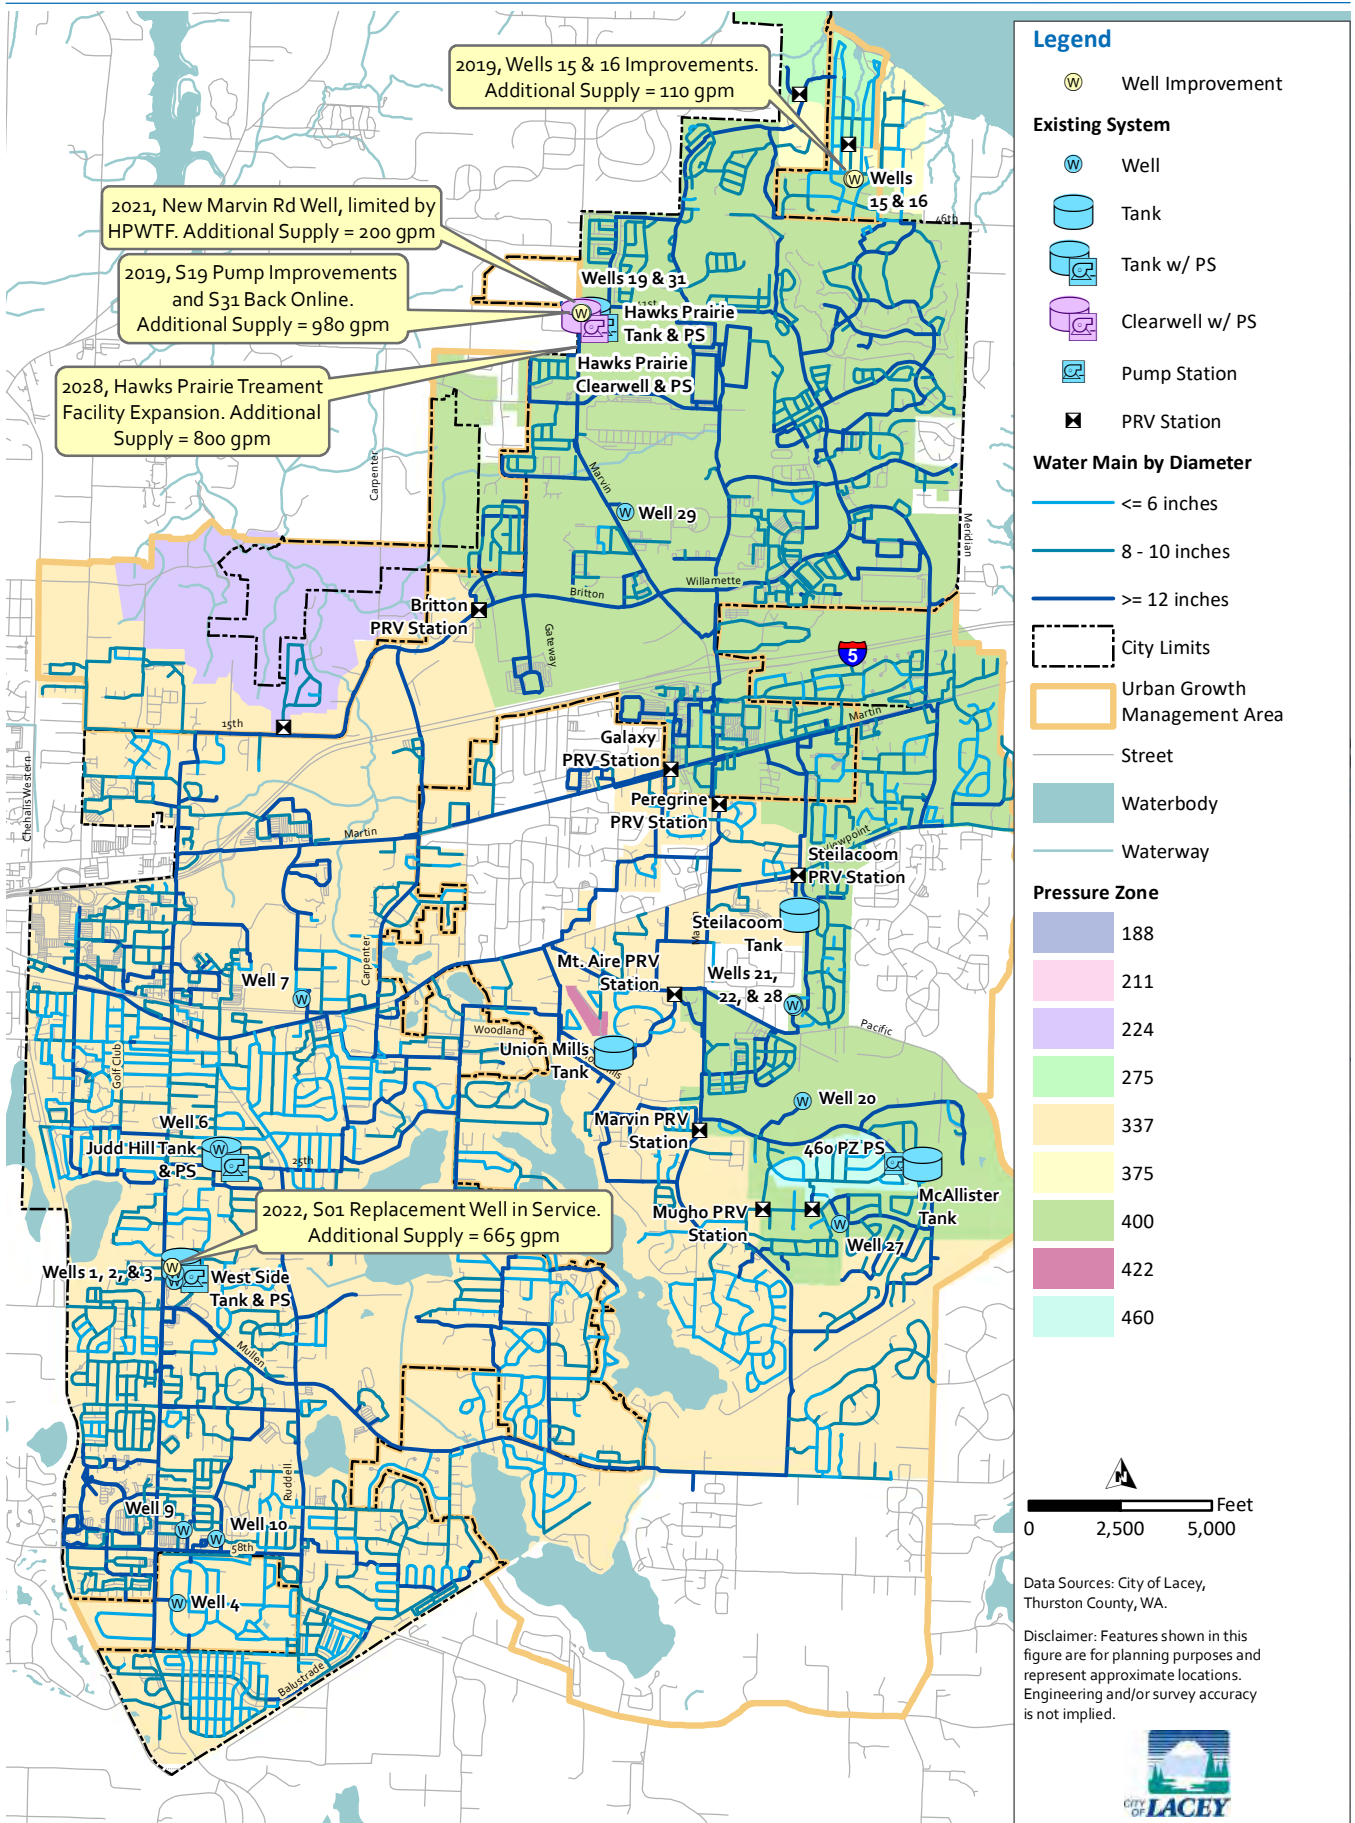 2019, Wells 15 & 16 Improvements.
Additional Supply = 110 gpm
Wells
15 & 16
46th
2021, New Marvin Rd Well, limited by
HPWTF. Additional Supply = 200 gpm
2019, S19 Pump Improvements
and S31 Back Online.
Additional Supply = 980 gpm
2028, Hawks Prairie Treament
Facility Expansion. Additional
Supply = 800 gpm
Wells 19 & 31
Hawks Prairie
Tank & PS
Hawks Prairie
Clearwell & PS
Carpenter
Marvin
Well 29
Meridian
Willamette
Britton
Britton
PRV Station
Gateway
5
15th
Martin
Galaxy
PRV Station
Peregrine
PRV Station
Chehalis Western
Martin
Steilacoom
PRV Station
Steilacoom
Tank
Carpenter
Mt. Aire PRV
Station
Wells 21,
22, & 28
Well 7
Pacific
Woodland
Union Mills
Tank
Golf Club
Well 20
Well 6
Judd Hill Tank
& PS
25th
Marvin PRV
Station
460 PZ PS
McAllister
Tank
2022, S01 Replacement Well in Service.
Additional Supply = 665 gpm
Mugho PRV
Station
Well 27
Wells 1, 2, & 3
West Side
Tank & PS
Mullen
Ruddell
Well 9
Well 10
58th
Well 4
Balustrade
Legend
Well Improvement
Existing System
Well
Tank
Tank w/ PS
Clearwell w/ PS
Pump Station
PRV Station
Water Main by Diameter
<= 6 inches
8 - 10 inches
>= 12 inches
City Limits
Urban Growth
Management Area
Street
Waterbody
Waterway
Pressure Zone
188
211
224
275
337
375
400
422
460
N
Feet
0 2,500 5,000
Data Sources: City of Lacey,
Thurston County, WA.
Disclaimer: Features shown in this
figure are for planning purposes and
represent approximate locations.
Engineering and/or survey accuracy
is not implied.
CITY
OF LACEY